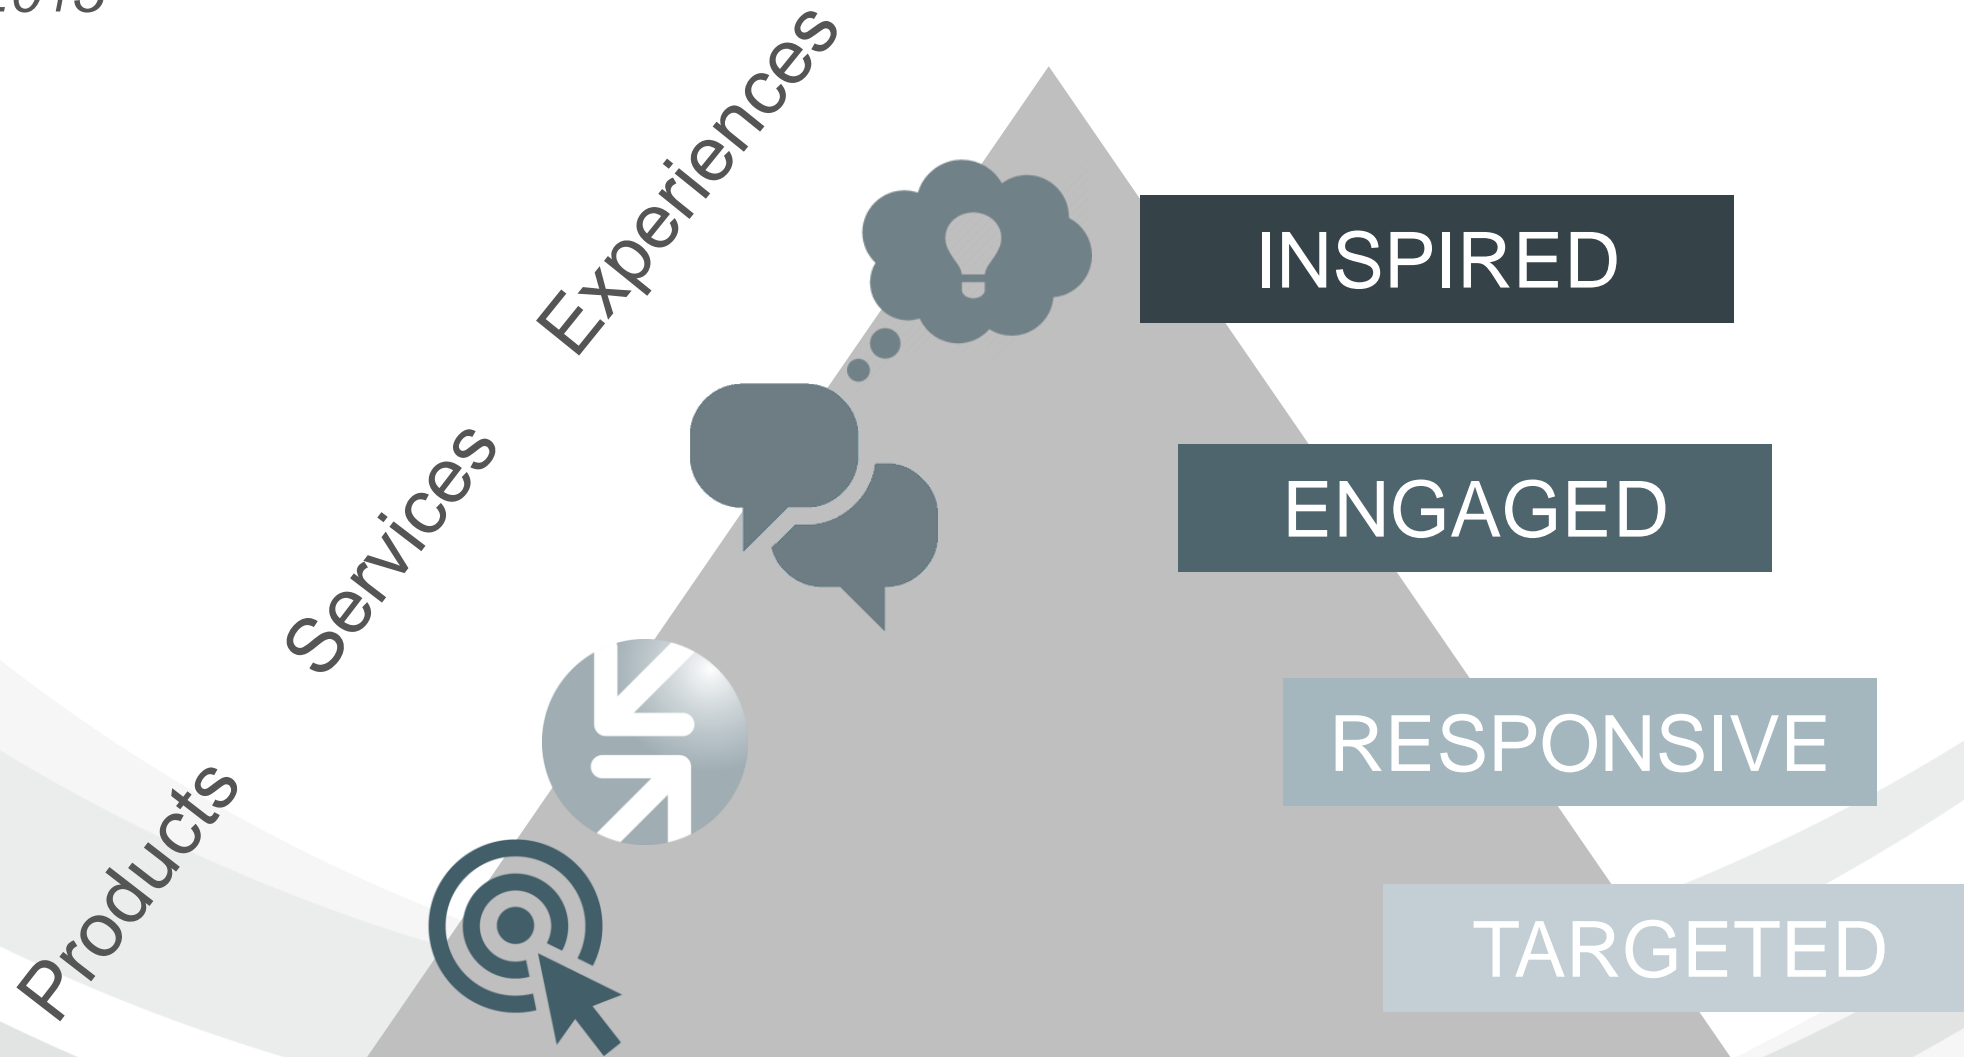 Experiences
INSPIRED
Services
ENGAGED
RESPONSIVE
Products
TARGETED